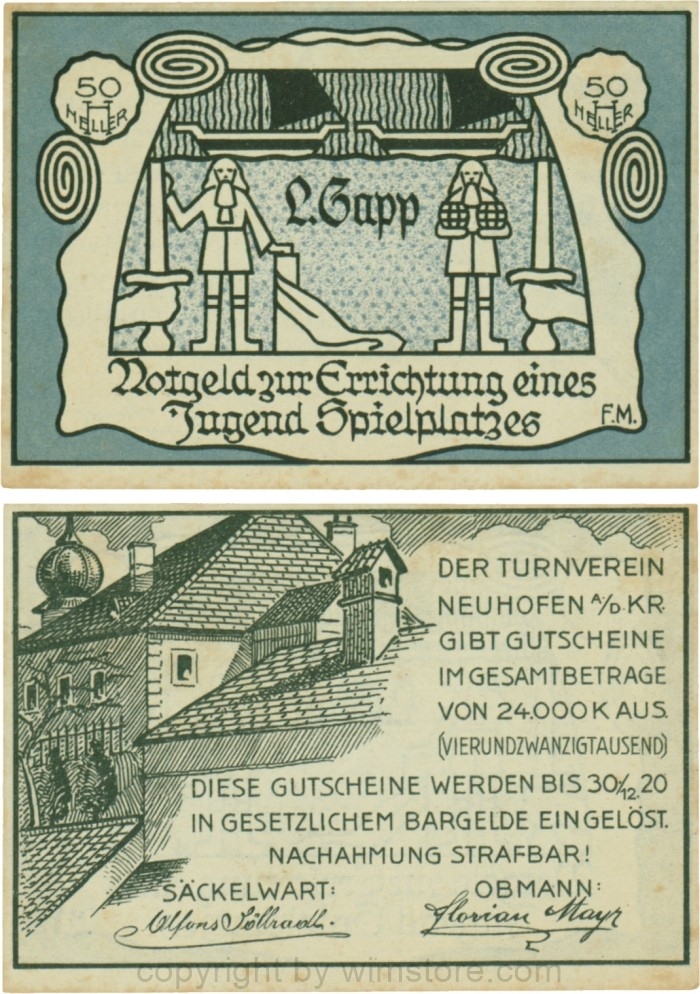 50
HELLER
50
HELLER
L. Gapp
Notgeld zur Errichtung eines
Jugend Spielplatzes
F.M.
DER TURNVEREIN
NEUHOFEN A/D. KR.
GIBT GUTSCHEINE
IM GESAMTBETRAGE
VON 24.000 K AUS.
(VIERUNDZWANZIGTAUSEND)
DIESE GUTSCHEINE WERDEN BIS 30/12.20
IN GESETZLICHEM BARGELDE EINGELÖST.
NACHAHMUNG STRAFBAR!
SÄCKELWART: OBMANN:
Alfons Söllradl. Florian Mayr
copyright by wimstore.com